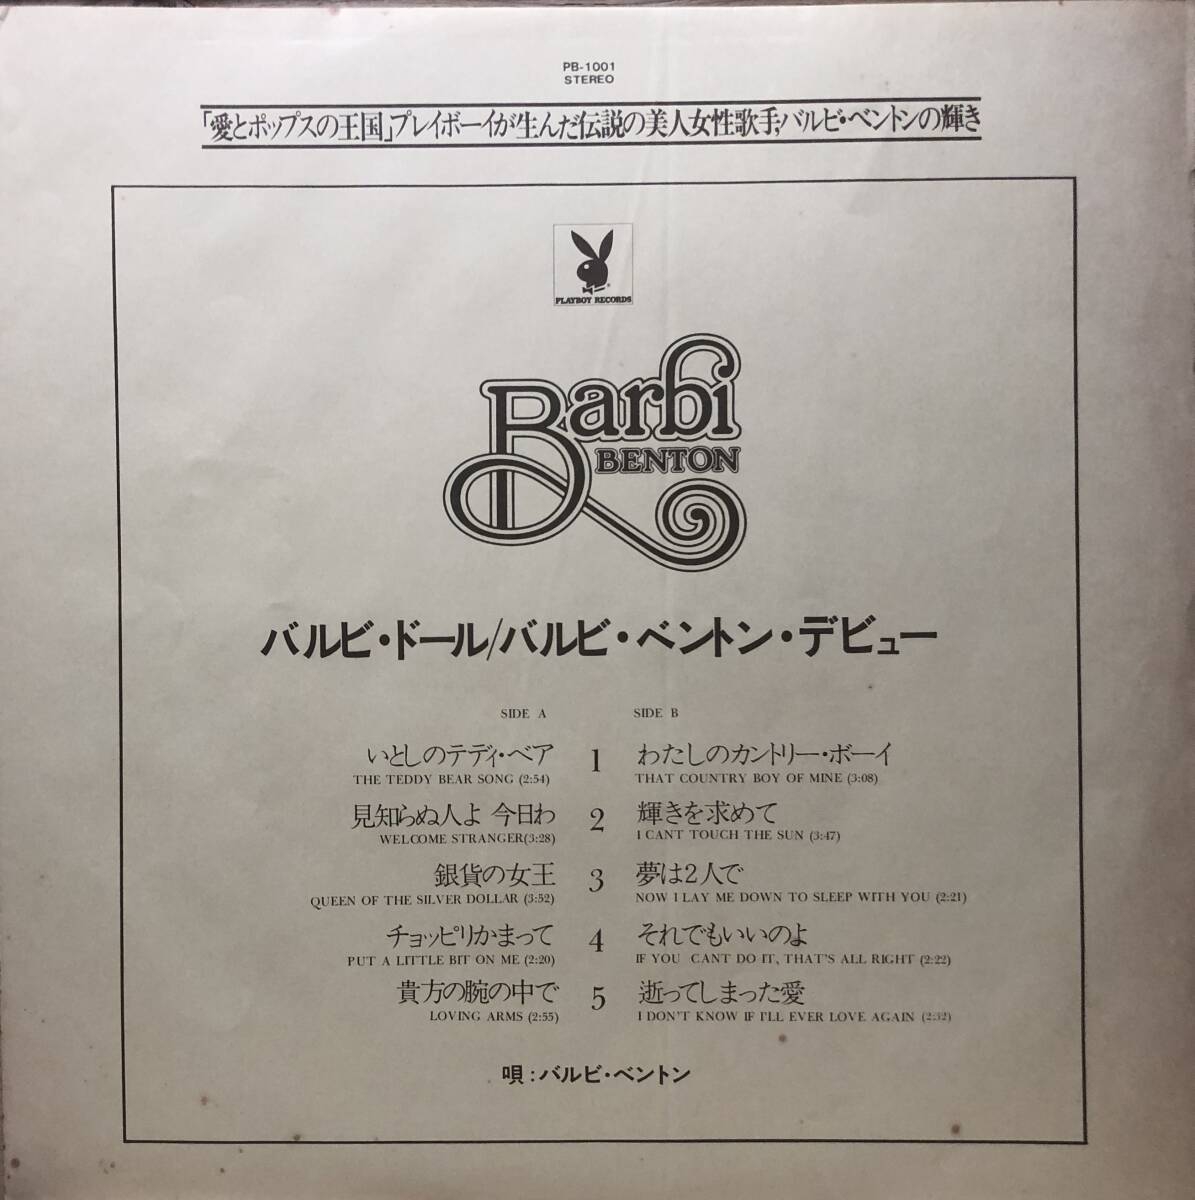 PB-1001
STEREO
「愛とポップスの王国」プレイボーイが生んだ伝説の美人女性歌手,バルビ・ベントンの輝き
PLAYBOY RECORDS
Barbi
BENTON
バルビ・ドール/バルビ・ベントン・デビュー
SIDE A
いとしのテディ・ベア 1
THE TEDDY BEAR SONG (2:54)
見知らぬ人よ 今日わ 2
WELCOME STRANGER(3:28)
銀貨の女王 3
QUEEN OF THE SILVER DOLLAR (3:52)
チョッピリかまって 4
PUT A LITTLE BIT ON ME (2:20)
貴方の腕の中で 5
LOVING ARMS (2:55)
SIDE B
わたしのカントリー・ボーイ
THAT COUNTRY BOY OF MINE (3:08)
輝きを求めて
I CANT TOUCH THE SUN (3:47)
夢は2人で
NOW I LAY ME DOWN TO SLEEP WITH YOU (2:21)
それでもいいのよ
IF YOU CANT DO IT, THAT'S ALL RIGHT (2:22)
逝ってしまった愛
I DON'T KNOW IF I'LL EVER LOVE AGAIN (2:32)
唄:バルビ・ベントン